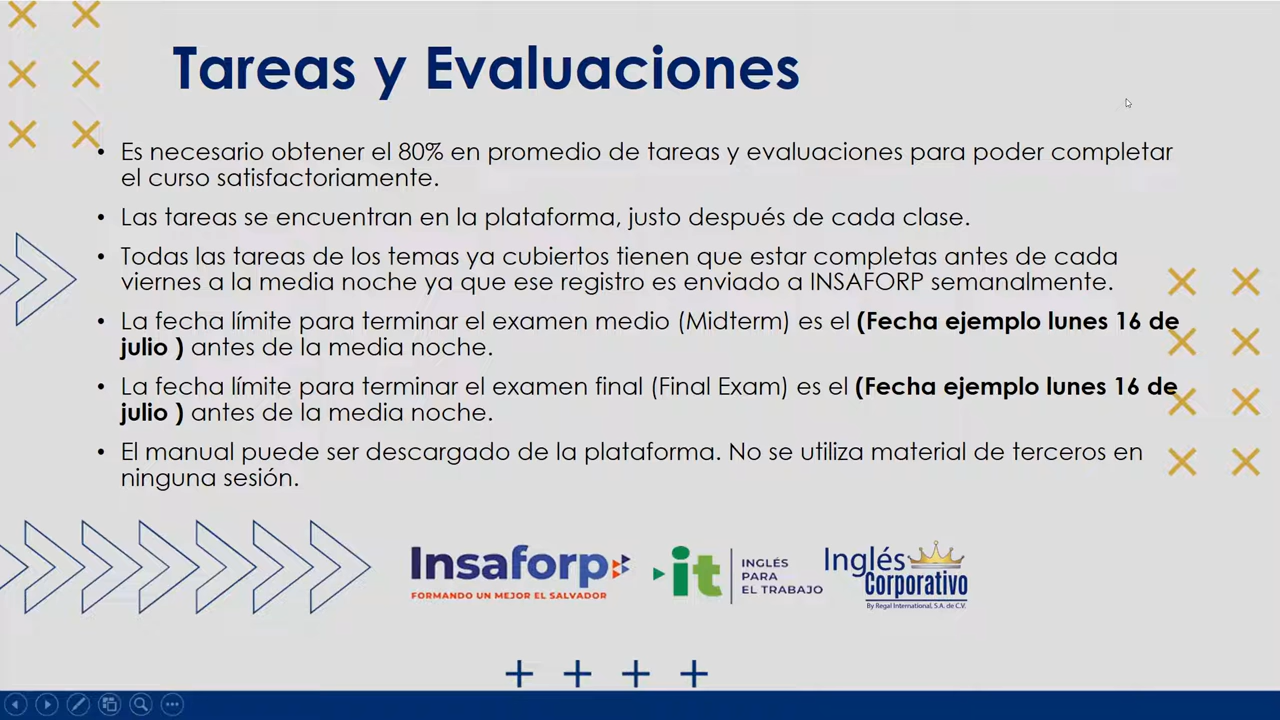 Tareas y Evaluaciones
• Es necesario obtener el 80% en promedio de tareas y evaluaciones para poder completar
el curso satisfactoriamente.
• Las tareas se encuentran en la plataforma, justo después de cada clase.
• Todas las tareas de los temas ya cubiertos tienen que estar completas antes de cada
viernes a la media noche ya que ese registro es enviado a INSAFORP semanalmente.
• La fecha límite para terminar el examen medio (Midterm) es el (Fecha ejemplo lunes 16 de
julio ) antes de la media noche.
• La fecha límite para terminar el examen final (Final Exam) es el (Fecha ejemplo lunes 16 de
julio ) antes de la media noche.
• El manual puede ser descargado de la plataforma. No se utiliza material de terceros en
ninguna sesión.
Insaforp
FORMANDO UN MEJOR EL SALVADOR
it
INGLÉS
PARA
EL TRABAJO
Inglés
Corporativo
By Regal International, S.A. de C.V.